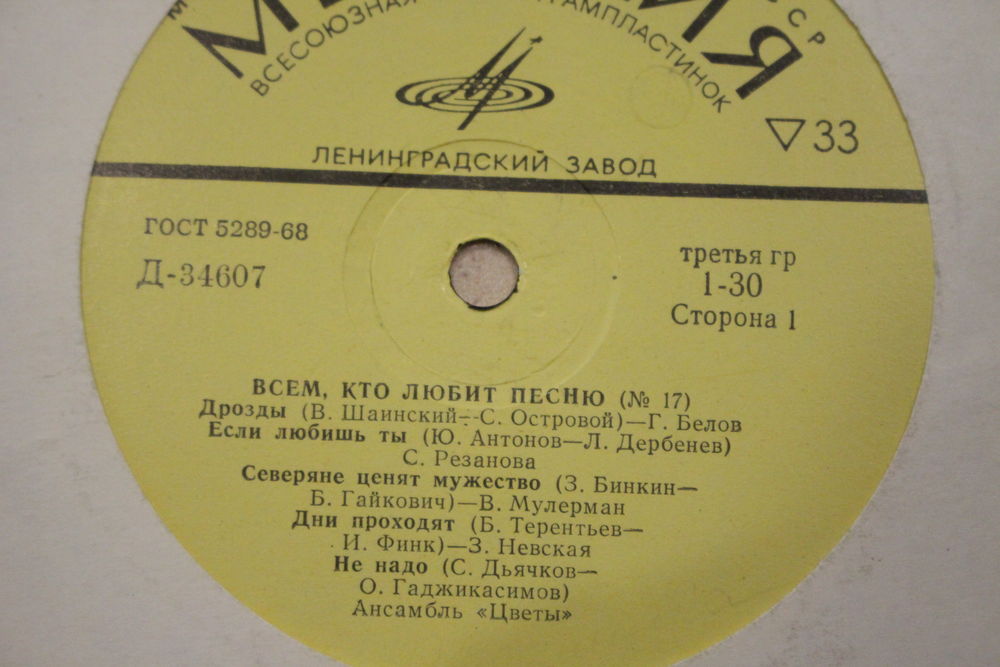 ВСЕСОЮЗНАЯ
ГРАМПЛАСТИНОК
▽ 33
ЛЕНИНГРАДСКИЙ ЗАВОД
ГОСТ 5289-68
Д-34607
третья гр
1-30
Сторона 1
ВСЕМ, КТО ЛЮБИТ ПЕСНЮ (№ 17)
Дрозды (В. Шаинский—С. Островой)—Г. Белов
Если любишь ты (Ю. Антонов—Л. Дербенев)
С. Резанова
Северяне ценят мужество (З. Бинкин—
Б. Гайкович)—В. Мулерман
Дни проходят (Б. Терентьев—
И. Финк)—З. Невская
Не надо (С. Дьячков—
О. Гаджикасимов)
Ансамбль «Цветы»